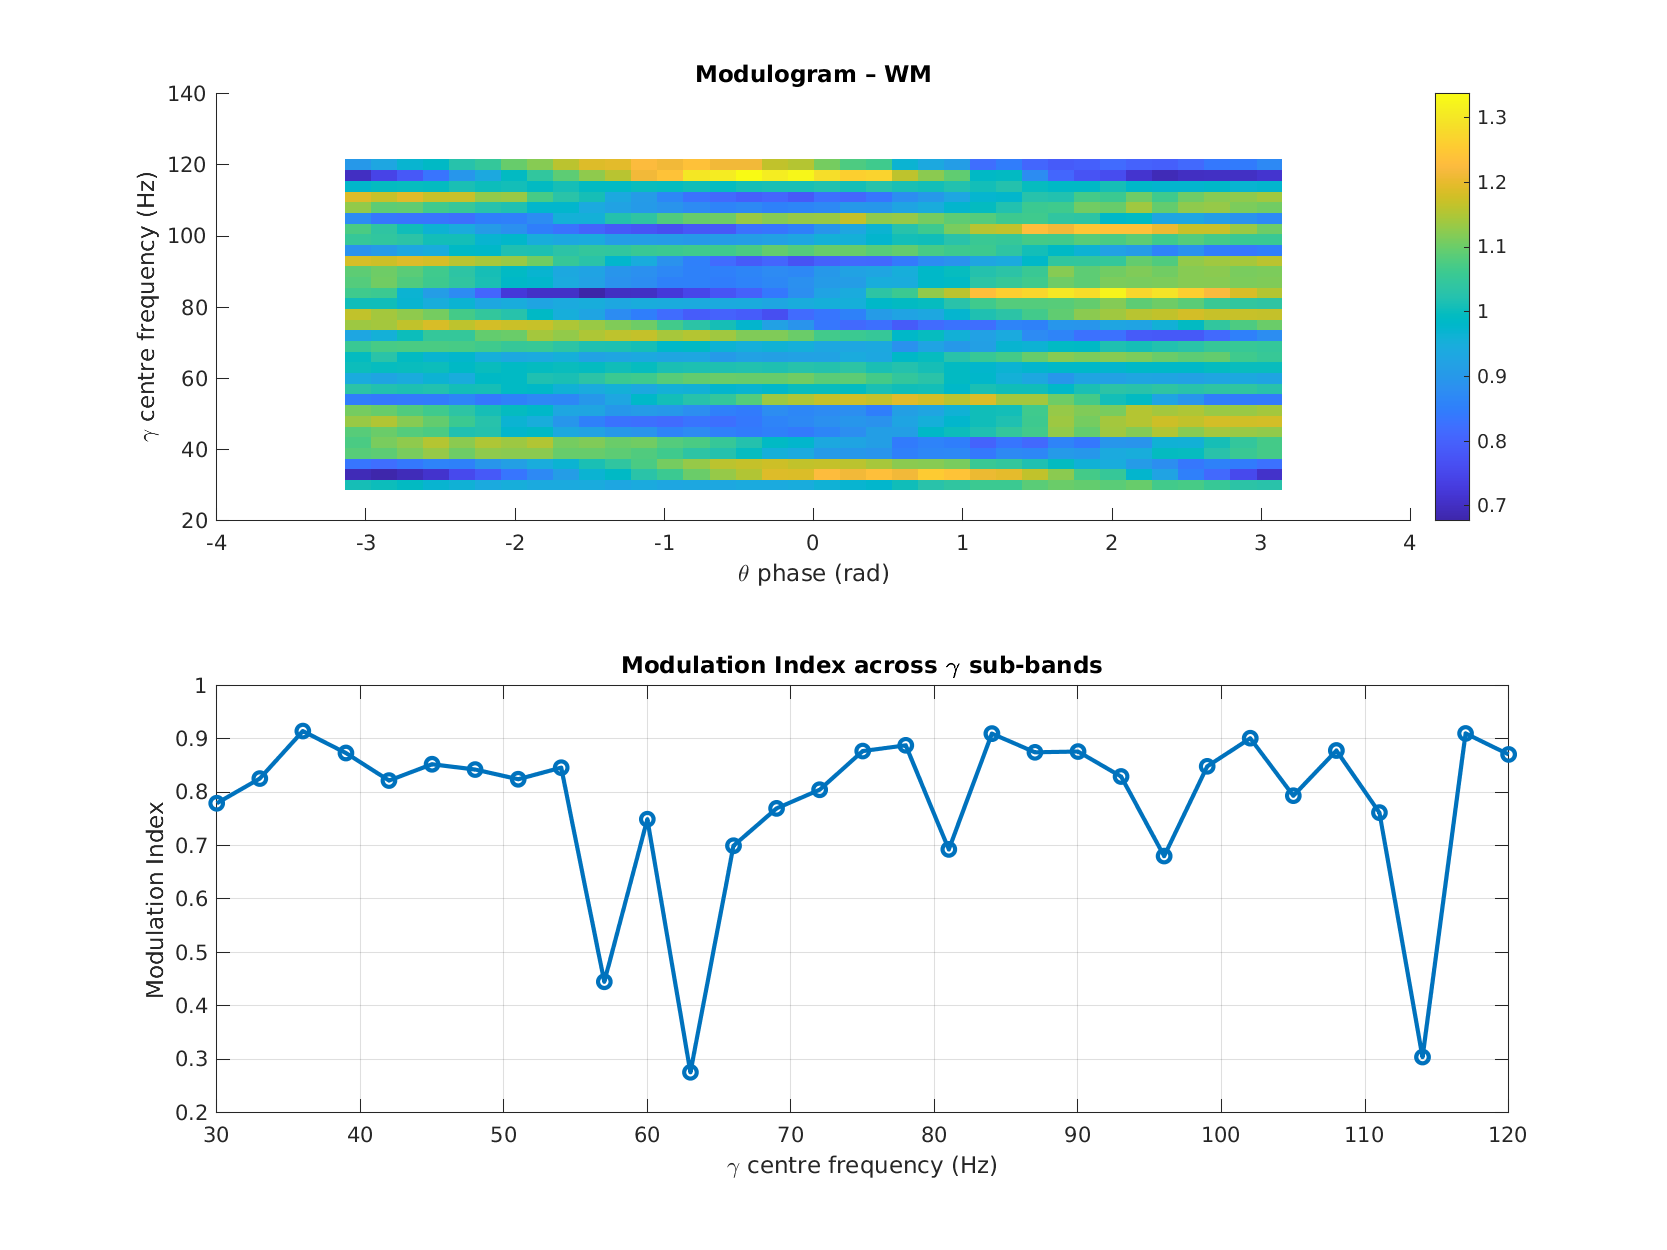 Modulogram – WM
140
120
100
80
60
40
20
γ centre frequency (Hz)
-4 -3 -2 -1 0 1 2 3 4
θ phase (rad)
1.3
1.2
1.1
1
0.9
0.8
0.7
Modulation Index across γ sub-bands
1
0.9
0.8
0.7
0.6
0.5
0.4
0.3
0.2
Modulation Index
30 40 50 60 70 80 90 100 110 120
γ centre frequency (Hz)